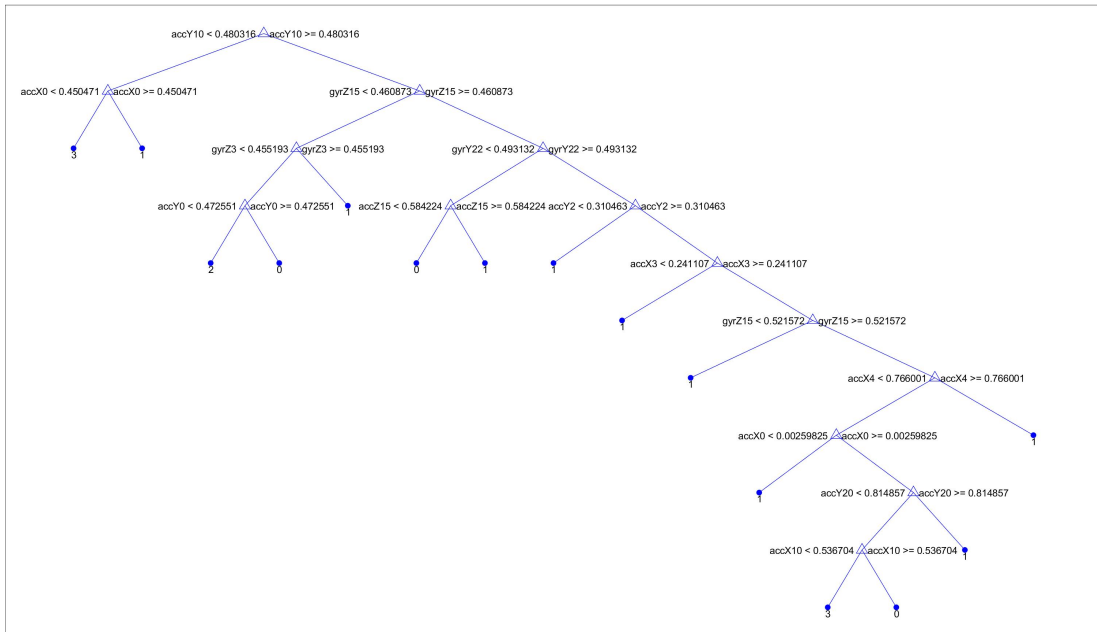 accY10 < 0.480316 accY10 >= 0.480316
accX0 < 0.450471 accX0 >= 0.450471 gyrZ15 < 0.460873 gyrZ15 >= 0.460873
3 1 gyrZ3 < 0.455193 gyrZ3 >= 0.455193 gyrY22 < 0.493132 gyrY22 >= 0.493132
accY0 < 0.472551 accY0 >= 0.472551 1 accZ15 < 0.584224 accZ15 >= 0.584224 accY2 < 0.310463 accY2 >= 0.310463
2 0 0 1 1 accX3 < 0.241107 accX3 >= 0.241107
1 gyrZ15 < 0.521572 gyrZ15 >= 0.521572
1 accX4 < 0.766001 accX4 >= 0.766001
accX0 < 0.00259825 accX0 >= 0.00259825 1
1 accY20 < 0.814857 accY20 >= 0.814857
accX10 < 0.536704 accX10 >= 0.536704 1
3 0